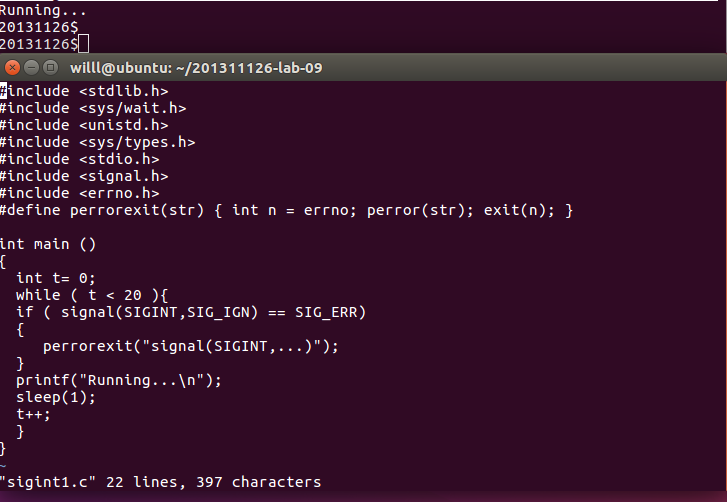 Running...
20131126$
20131126$
willl@ubuntu: ~/201311126-lab-09
#include <stdlib.h>
#include <sys/wait.h>
#include <unistd.h>
#include <sys/types.h>
#include <stdio.h>
#include <signal.h>
#include <errno.h>
#define perrorexit(str) { int n = errno; perror(str); exit(n); }
int main ()
{
int t= 0;
while ( t < 20 ){
if ( signal(SIGINT,SIG_IGN) == SIG_ERR)
{
perrorexit("signal(SIGINT,...)");
}
printf("Running...\n");
sleep(1);
t++;
}
}
~
"sigint1.c" 22 lines, 397 characters